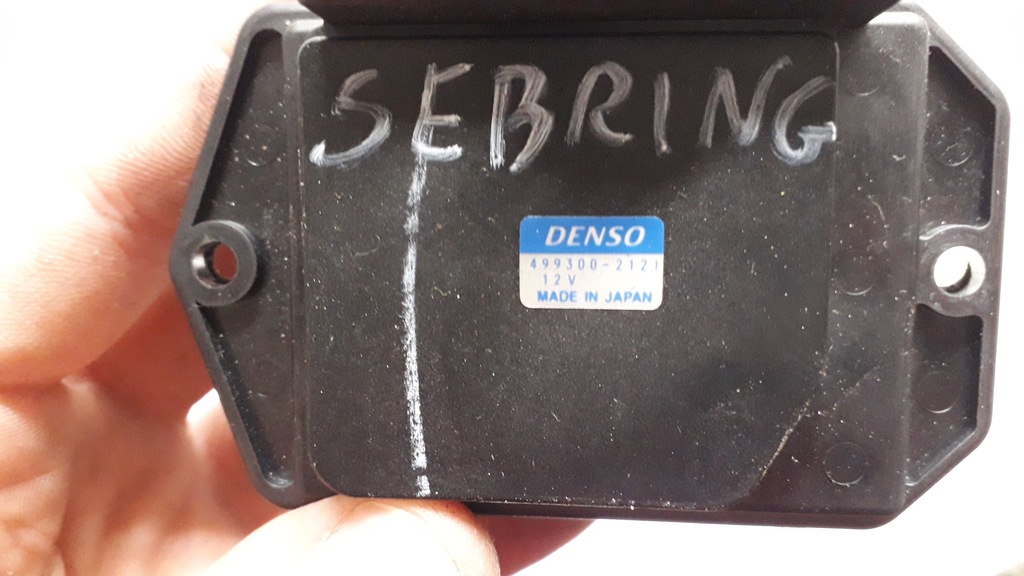 SEBRING
DENSO
499300-2121
12V
MADE IN JAPAN